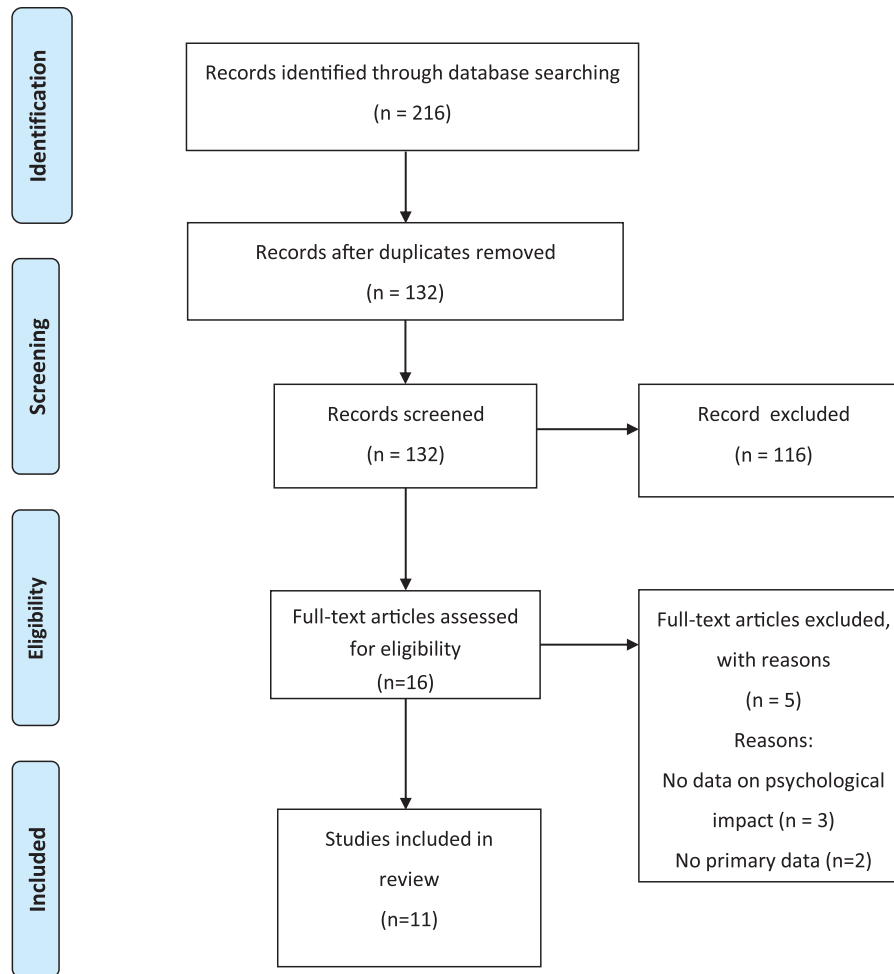 Identification
Records identified through database searching
(n = 216)
Records after duplicates removed
(n = 132)
Screening
Records screened
(n = 132)
Record excluded
(n = 116)
Eligibility
Full-text articles assessed
for eligibility
(n=16)
Full-text articles excluded,
with reasons
(n = 5)
Reasons:
No data on psychological
impact (n = 3)
No primary data (n=2)
Included
Studies included in
review
(n=11)